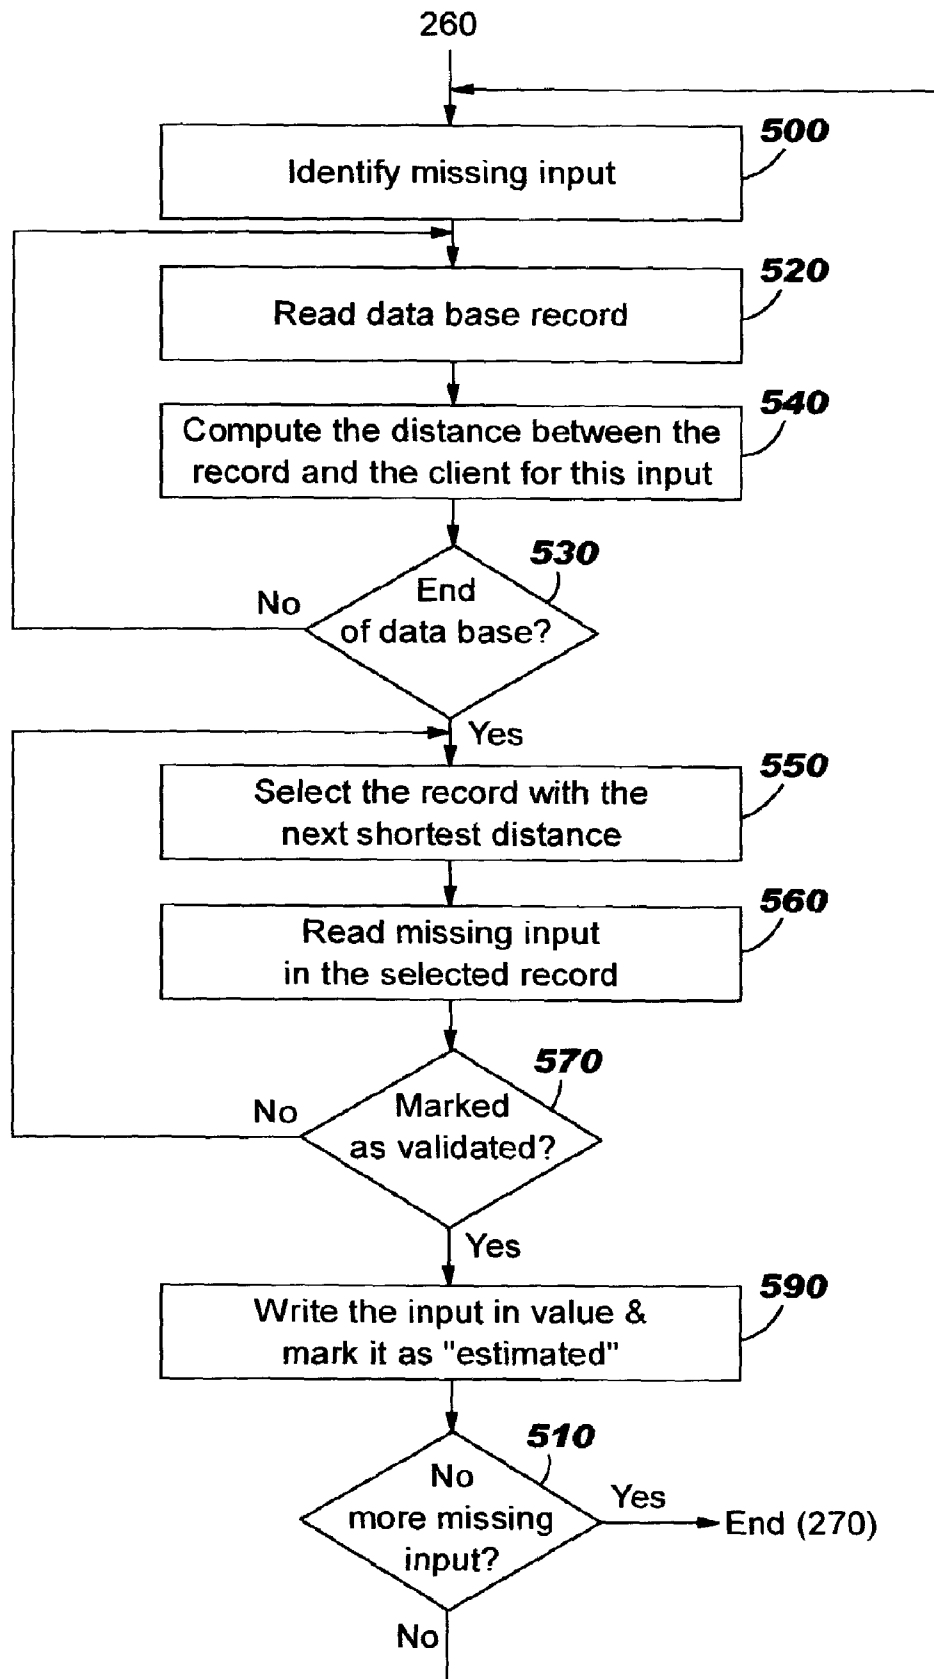 260
500
Identify missing input
520
Read data base record
540
Compute the distance between the
record and the client for this input
530
End
of data base?
No
Yes
550
Select the record with the
next shortest distance
560
Read missing input
in the selected record
570
Marked
as validated?
No
Yes
590
Write the input in value &
mark it as "estimated"
510
No
more missing
input?
Yes
End (270)
No